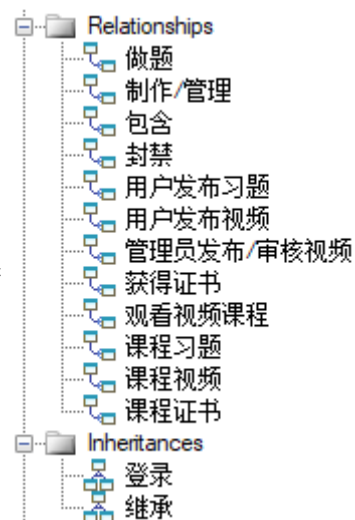 Relationships
做题
制作/管理
包含
封禁
用户发布习题
用户发布视频
管理员发布/审核视频
获得证书
观看视频课程
课程习题
课程视频
课程证书
Inheritances
登录
继承